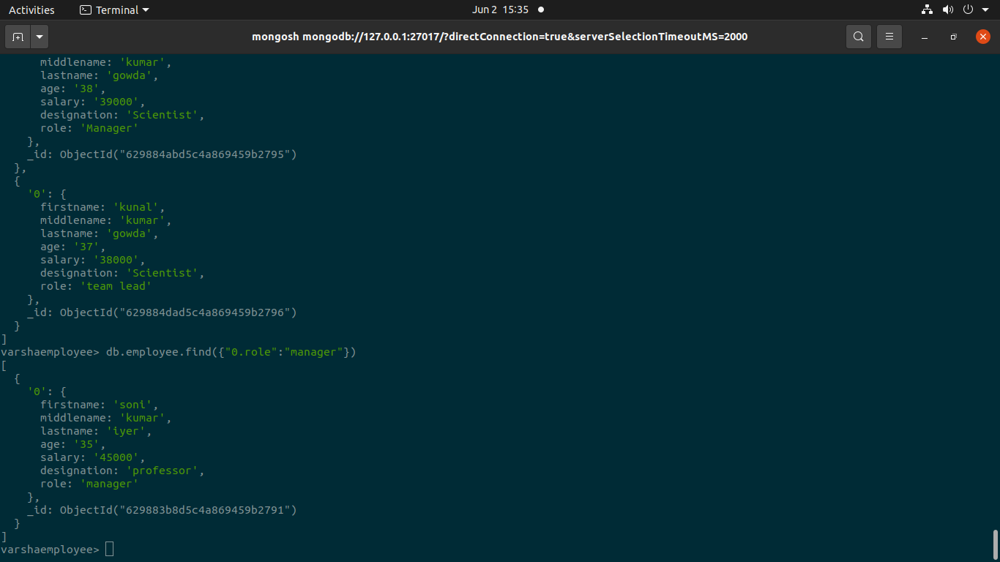 Activities Terminal Jun 2 15:35
mongosh mongodb://127.0.0.1:27017/?directConnection=true&serverSelectionTimeoutMS=2000
      middlename: 'kumar',
      lastname: 'gowda',
      age: '38',
      salary: '39000',
      designation: 'Scientist',
      role: 'Manager'
    },
    _id: ObjectId("629884abd5c4a869459b2795")
  },
  {
    '0': {
      firstname: 'kunal',
      middlename: 'kumar',
      lastname: 'gowda',
      age: '37',
      salary: '38000',
      designation: 'Scientist',
      role: 'team lead'
    },
    _id: ObjectId("629884dad5c4a869459b2796")
  }
]
varshaemployee> db.employee.find({"0.role":"manager"})
[
  {
    '0': {
      firstname: 'soni',
      middlename: 'kumar',
      lastname: 'iyer',
      age: '35',
      salary: '45000',
      designation: 'professor',
      role: 'manager'
    },
    _id: ObjectId("629883b8d5c4a869459b2791")
  }
]
varshaemployee>